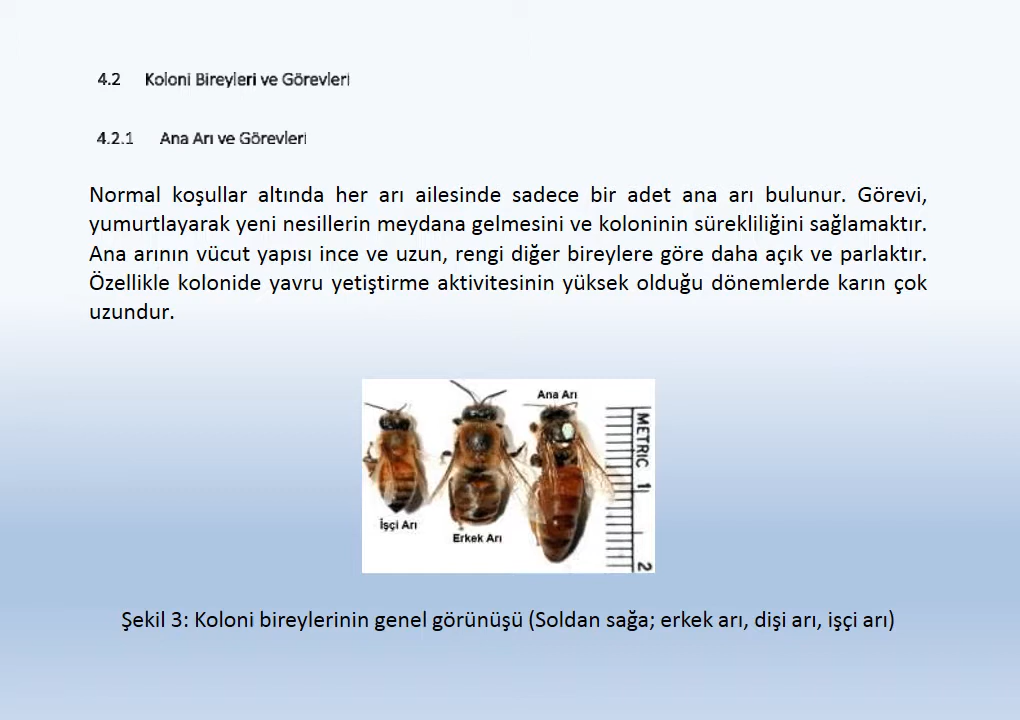 4.2 Koloni Bireyleri ve Görevleri
4.2.1 Ana Arı ve Görevleri
Normal koşullar altında her arı ailesinde sadece bir adet ana arı bulunur. Görevi,
yumurtlayarak yeni nesillerin meydana gelmesini ve koloninin sürekliliğini sağlamaktır.
Ana arının vücut yapısı ince ve uzun, rengi diğer bireylere göre daha açık ve parlaktır.
Özellikle kolonide yavru yetiştirme aktivitesinin yüksek olduğu dönemlerde karın çok
uzundur.
Ana Arı
METRIC 1
İşçi Arı
Erkek Arı
2
Şekil 3: Koloni bireylerinin genel görünüşü (Soldan sağa; erkek arı, dişi arı, işçi arı)